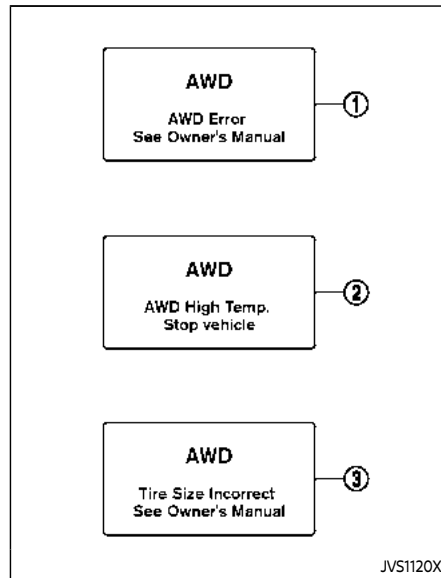 AWD
AWD Error
See Owner's Manual
1
AWD
AWD High Temp.
Stop vehicle
2
AWD
Tire Size Incorrect
See Owner's Manual
3
JVS1120X